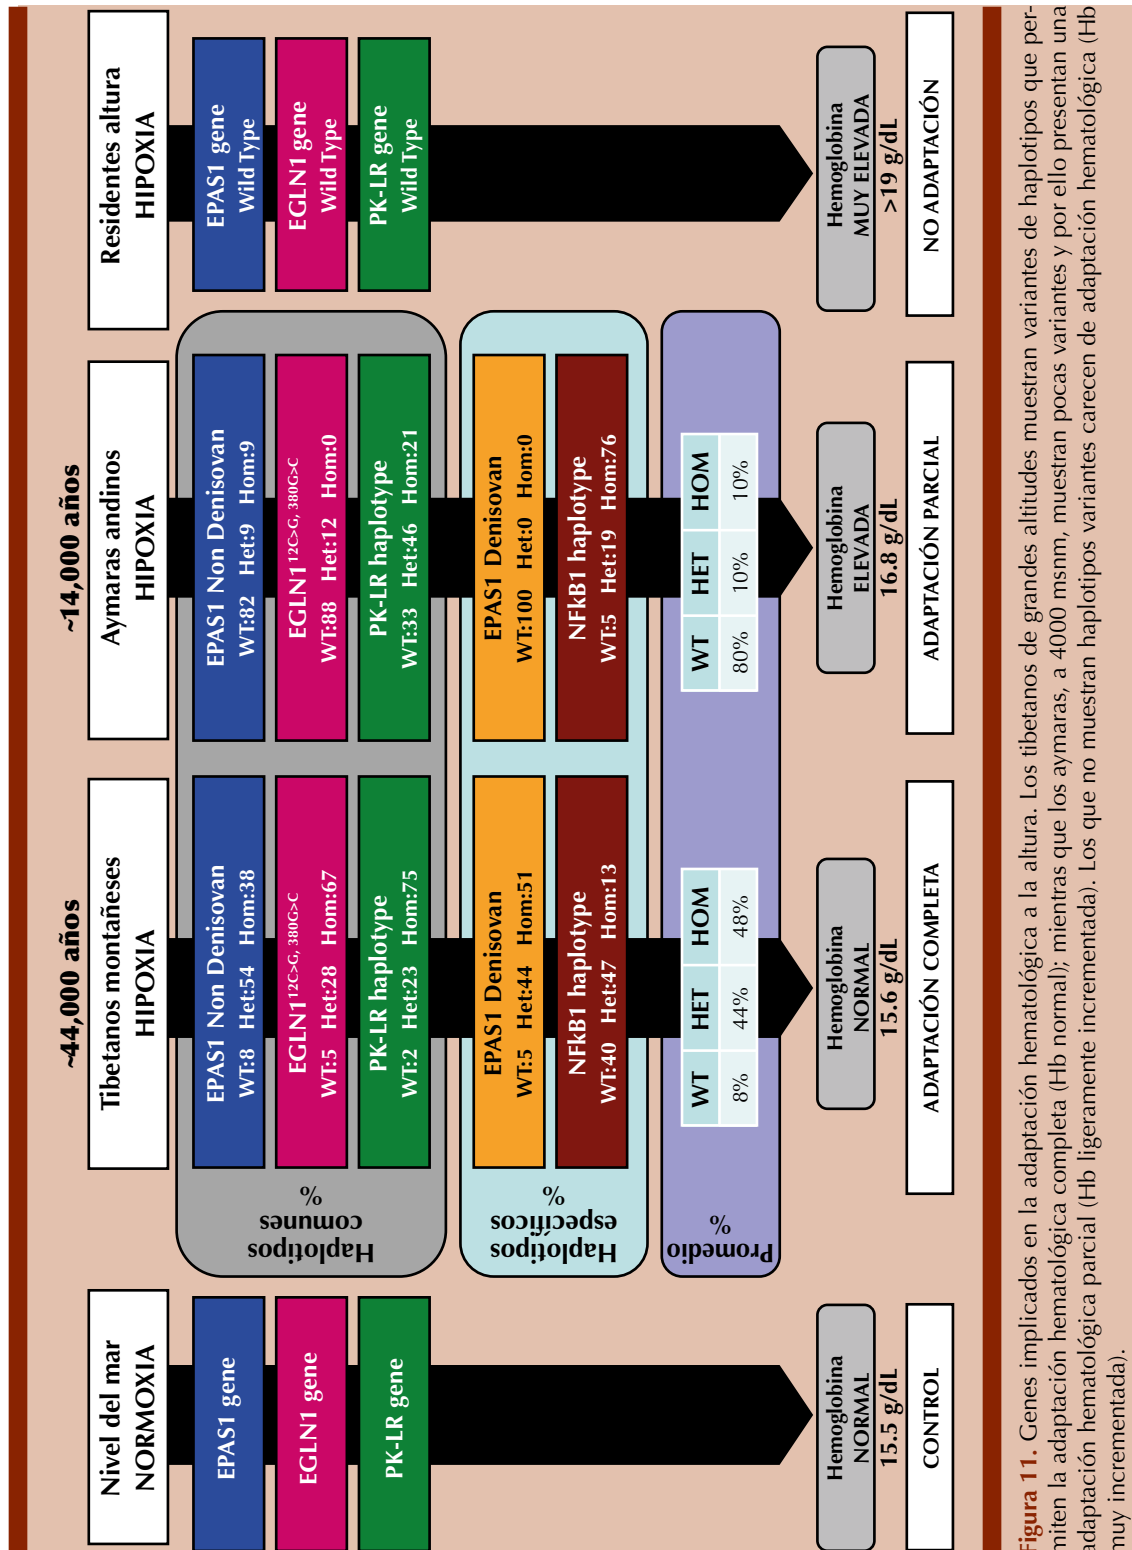 ~44,000 años
~14,000 años
Nivel del mar
NORMOXIA
EPAS1 gene
EGLN1 gene
PK-LR gene
Hemoglobina
NORMAL
15.5 g/dL
CONTROL
Haplotipos
comunes
%
Haplotipos
específicos
%
Promedio
%
Tibetanos montañeses
HIPOXIA
EPAS1 Non Denisovan
WT:8 Het:54 Hom:38
EGLN1 12C>G, 380G>C
WT:5 Het:28 Hom:67
PK-LR haplotype
WT:2 Het:23 Hom:75
EPAS1 Denisovan
WT:5 Het:44 Hom:51
NFkB1 haplotype
WT:40 Het:47 Hom:13
WT HET HOM
8% 44% 48%
Hemoglobina
NORMAL
15.6 g/dL
ADAPTACIÓN COMPLETA
Aymaras andinos
HIPOXIA
EPAS1 Non Denisovan
WT:82 Het:9 Hom:9
EGLN1 12C>G, 380G>C
WT:88 Het:12 Hom:0
PK-LR haplotype
WT:33 Het:46 Hom:21
EPAS1 Denisovan
WT:100 Het:0 Hom:0
NFkB1 haplotype
WT:5 Het:19 Hom:76
WT HET HOM
80% 10% 10%
Hemoglobina
ELEVADA
16.8 g/dL
ADAPTACIÓN PARCIAL
Residentes altura
HIPOXIA
EPAS1 gene
Wild Type
EGLN1 gene
Wild Type
PK-LR gene
Wild Type
Hemoglobina
MUY ELEVADA
>19 g/dL
NO ADAPTACIÓN
Figura 11. Genes implicados en la adaptación hematológica a la altura. Los tibetanos de grandes altitudes muestran variantes de haplotipos que per-
miten la adaptación hematológica completa (Hb normal); mientras que los aymaras, a 4000 msnm, muestran pocas variantes y por ello presentan una
adaptación hematológica parcial (Hb ligeramente incrementada). Los que no muestran haplotipos variantes carecen de adaptación hematológica (Hb
muy incrementada).